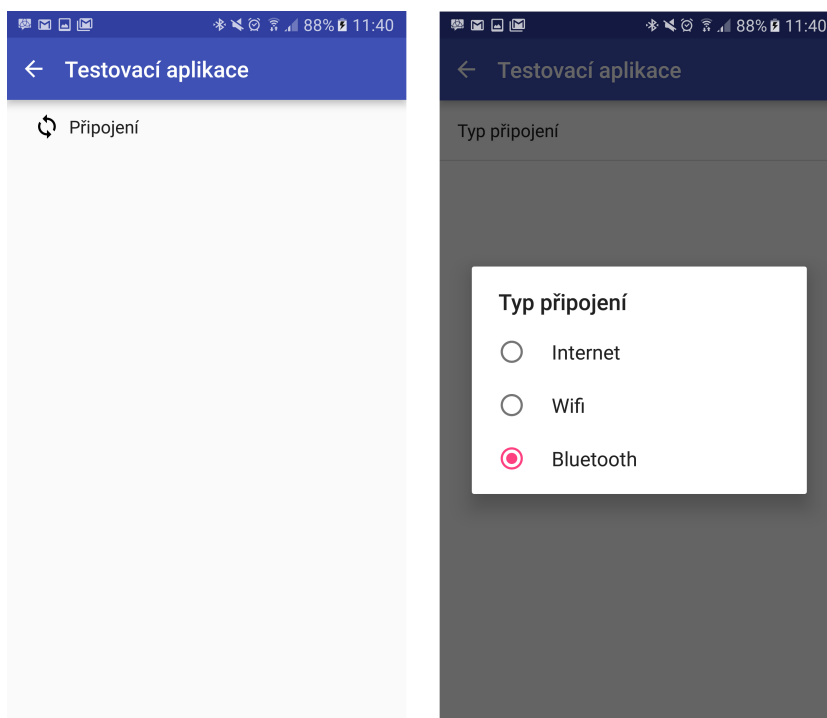 88% 11:40
Testovací aplikace
Připojení
88% 11:40
Testovací aplikace
Typ připojení
Typ připojení
Internet
Wifi
Bluetooth